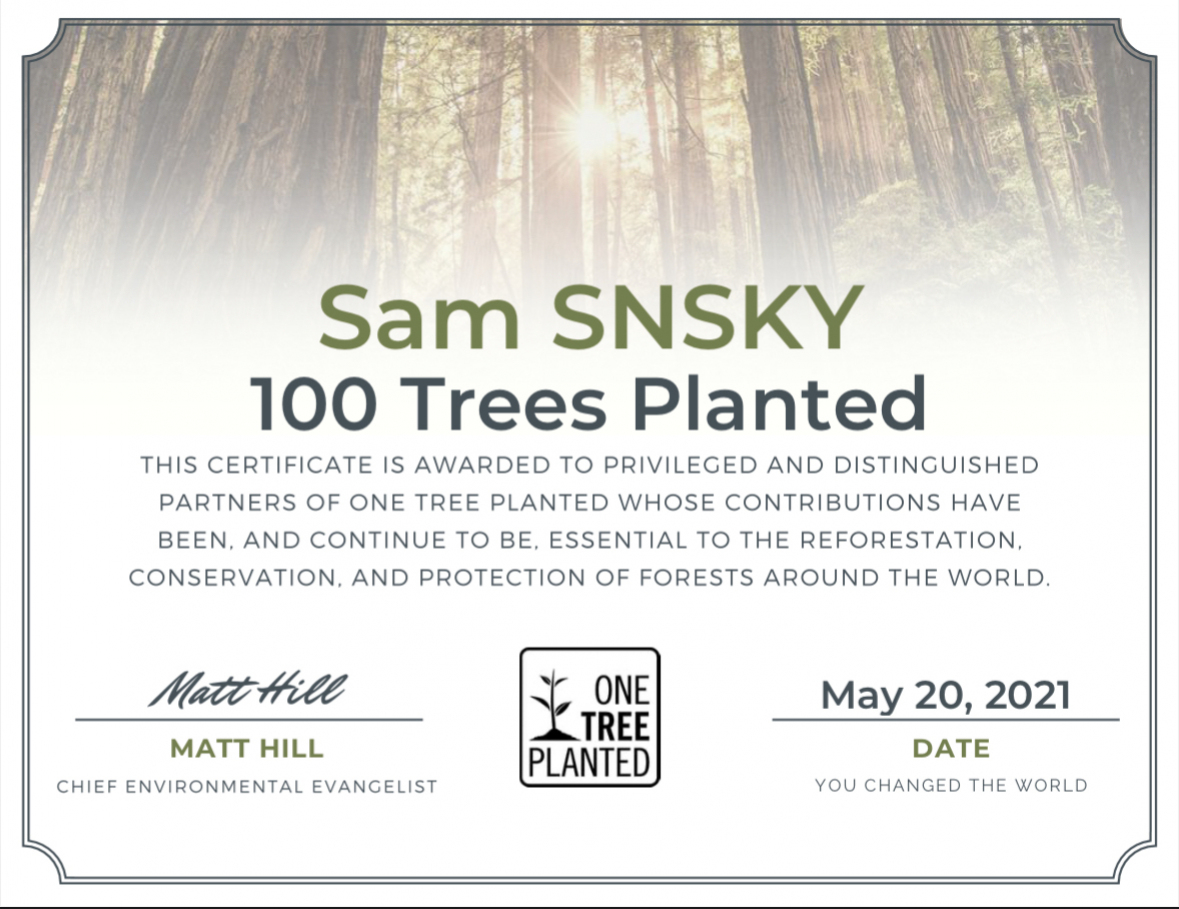 Sam SNSKY
100 Trees Planted
THIS CERTIFICATE IS AWARDED TO PRIVILEGED AND DISTINGUISHED
PARTNERS OF ONE TREE PLANTED WHOSE CONTRIBUTIONS HAVE
BEEN, AND CONTINUE TO BE, ESSENTIAL TO THE REFORESTATION,
CONSERVATION, AND PROTECTION OF FORESTS AROUND THE WORLD.
Matt Hill
MATT HILL
CHIEF ENVIRONMENTAL EVANGELIST
ONE
TREE
PLANTED
May 20, 2021
DATE
YOU CHANGED THE WORLD